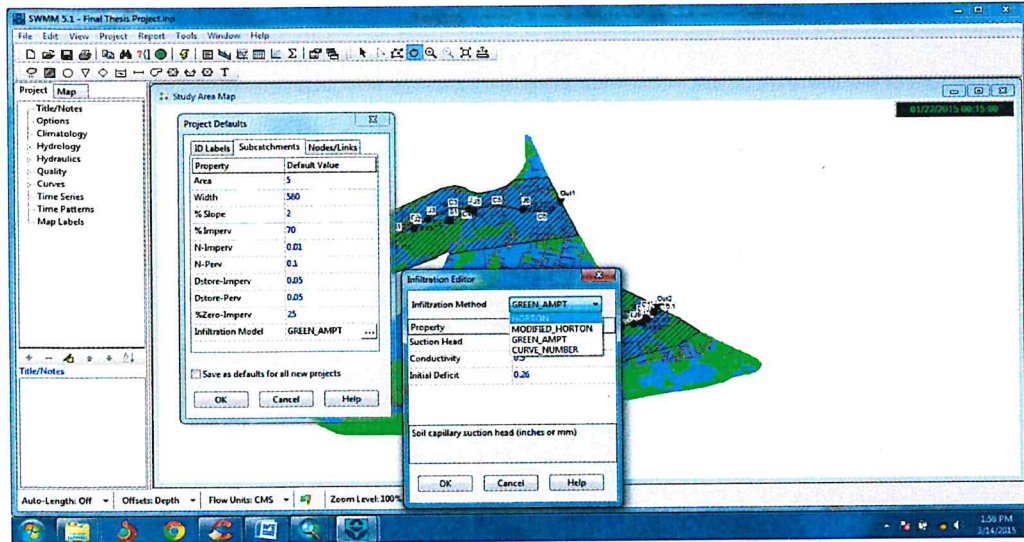 SWMM 5.1 - Final Thesis Project.inp
File Edit View Project Report Tools Window Help
Project Map
Title/Notes
Options
Climatology
Hydrology
Hydraulics
Quality
Curves
Time Series
Time Patterns
Map Labels
Title/Notes
Study Area Map
01/22/2015 00:15:00
Project Defaults
ID Labels Subcatchments Nodes/Links
Property Default Value
Area 5
Width 580
% Slope 2
% Imperv 70
N-Imperv 0.01
N-Perv 0.1
Dstore-Imperv 0.05
Dstore-Perv 0.05
%Zero-Imperv 25
Infiltration Model GREEN_AMPT ...
Save as defaults for all new projects
OK Cancel Help
Out1
Out2
Infiltration Editor
Infiltration Method GREEN_AMPT
HORTON
MODIFIED_HORTON
GREEN_AMPT
CURVE_NUMBER
Property
Suction Head
Conductivity 0.5
Initial Deficit 0.26
Soil capillary suction head (inches or mm)
OK Cancel Help
Auto-Length: Off Offsets: Depth Flow Units: CMS Zoom Level: 100%
1:58 PM
3/14/2015